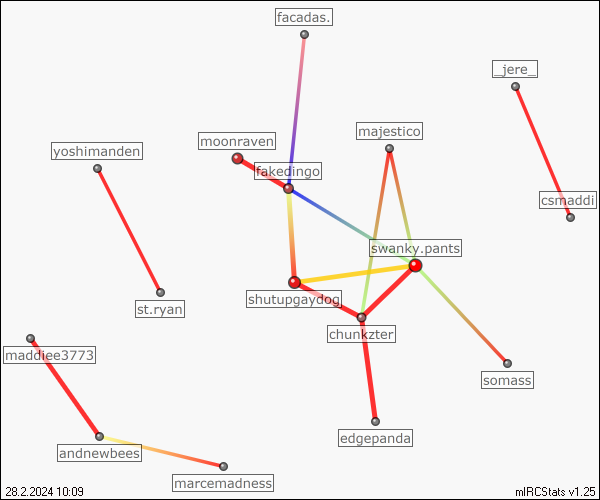 facadas.
_jere_
majestico
moonraven
yoshimanden
fakedingo
csmaddi
swanky.pants
shutupgaydog
st.ryan
chunkzter
maddiee3773
somass
edgepanda
andnewbees
marcemadness
28.2.2024 10:09
mIRCStats v1.25